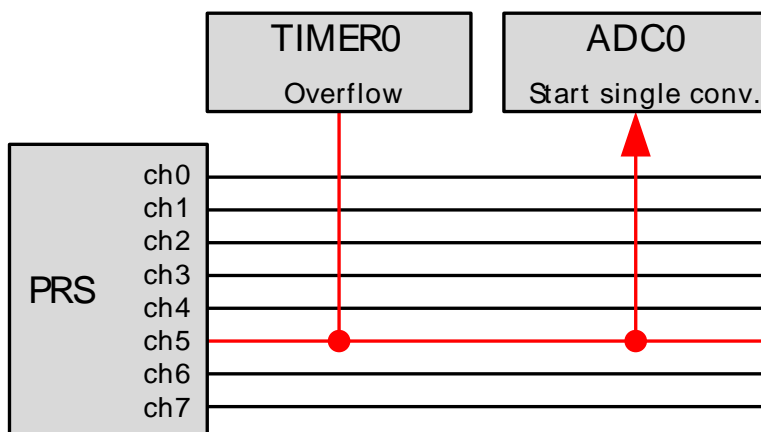 TIMER0
Overflow
ADC0
Start single conv.
PRS
ch0
ch1
ch2
ch3
ch4
ch5
ch6
ch7